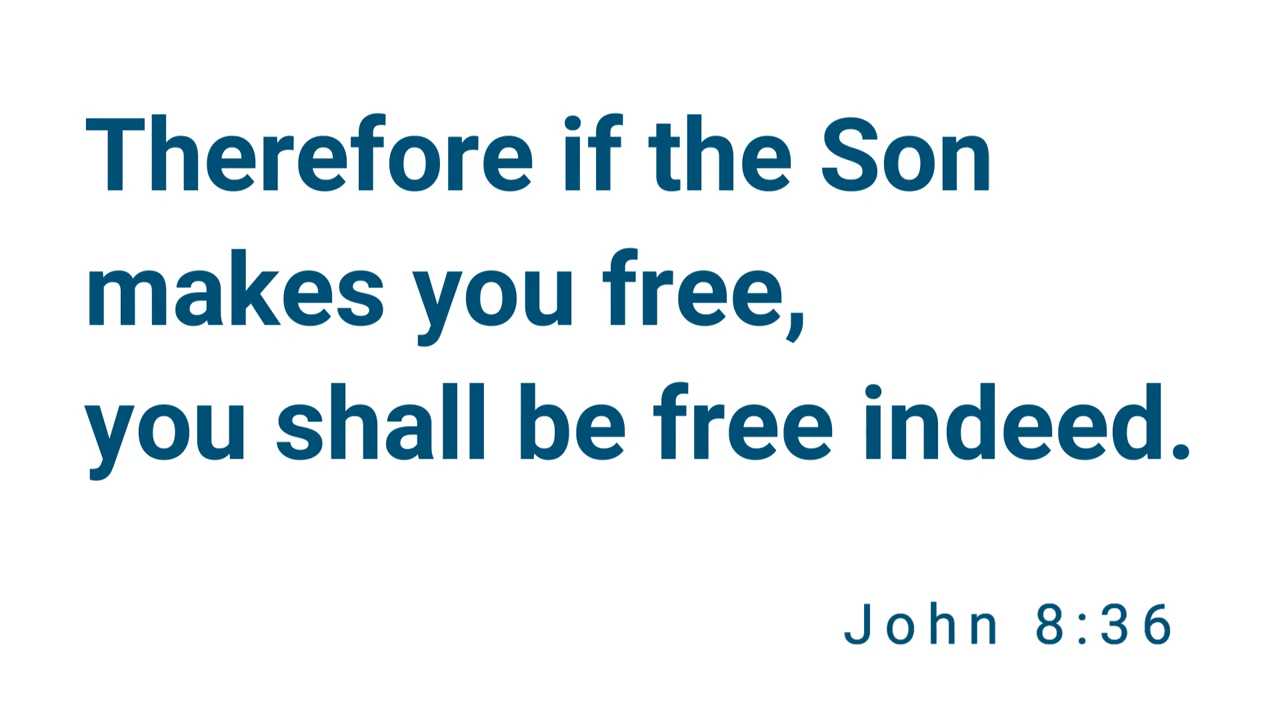 Therefore if the Son
makes you free,
you shall be free indeed.
John 8:36